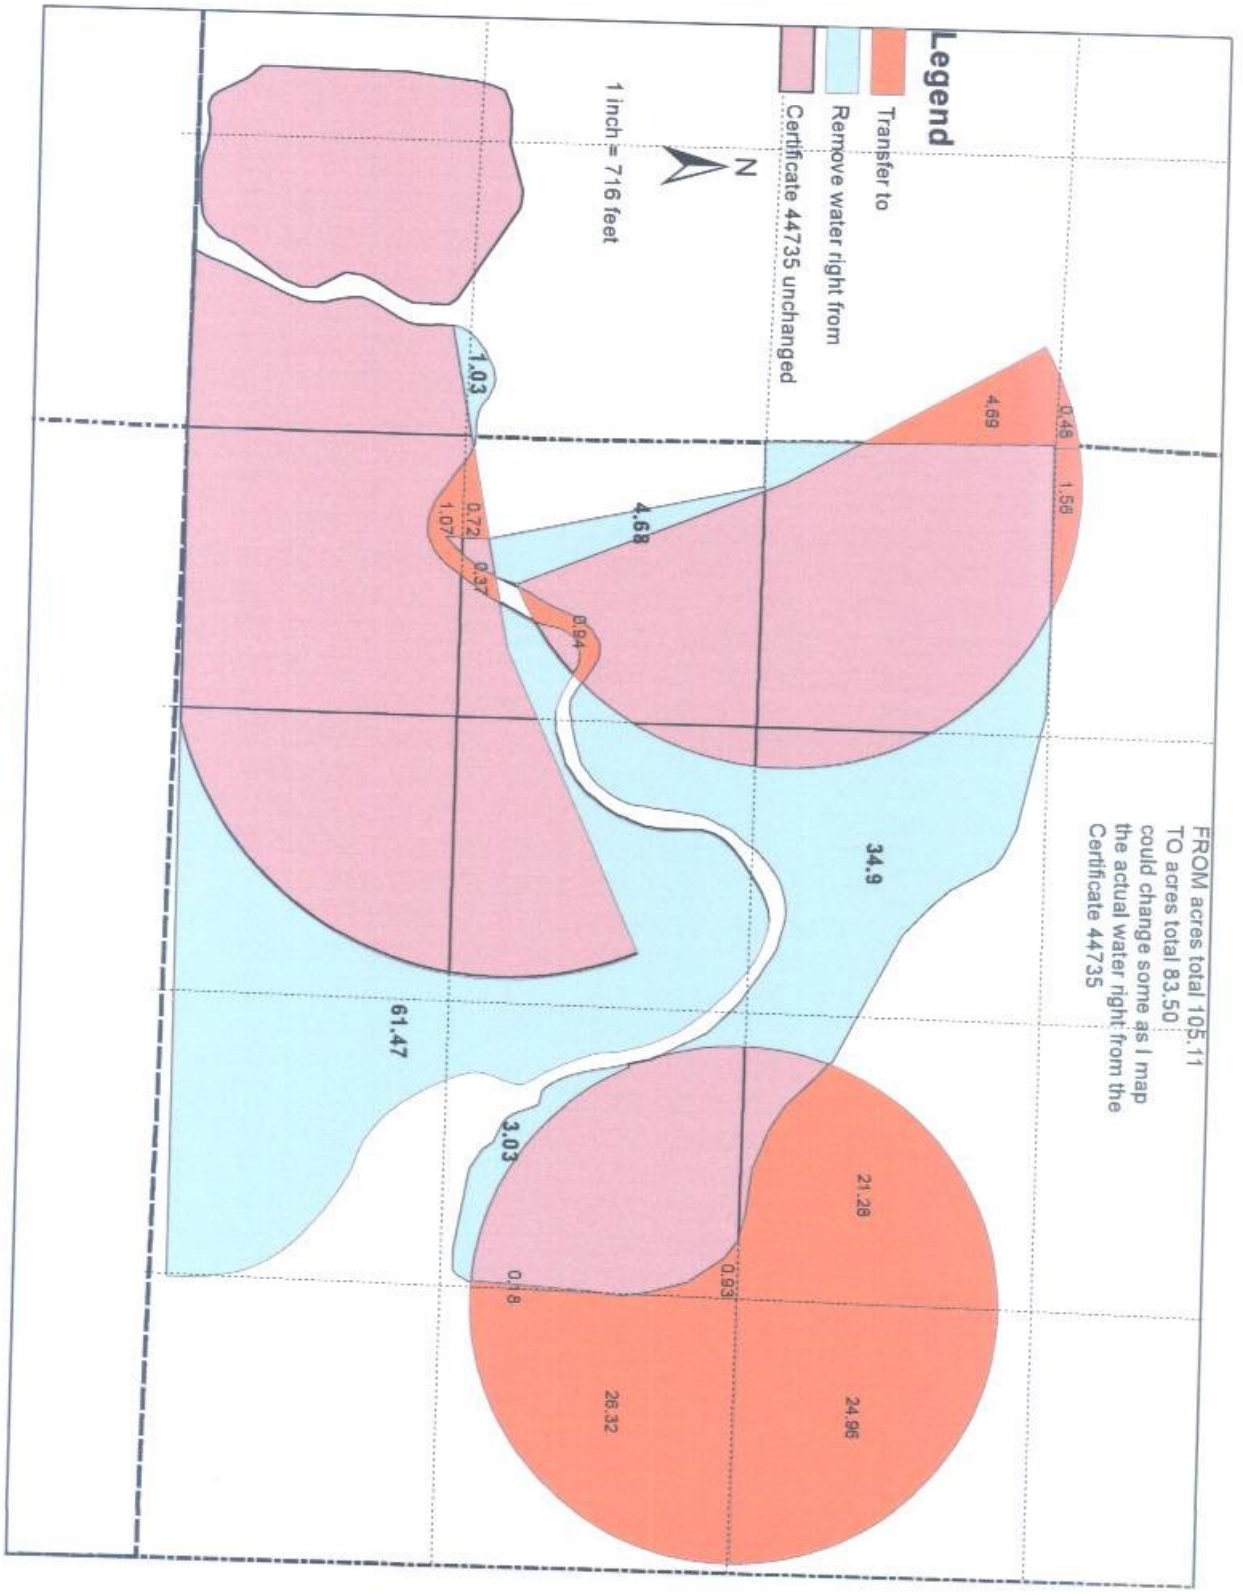 FROM acres total 105.11
TO acres total 83.50
could change some as I map
the actual water right from the
Certificate 44735
Legend
Transfer to
Remove water right from
Certificate 44735 unchanged
N
1 inch = 716 feet
0.48
1.56
4.69
34.9
21.28
24.96
4.68
0.94
0.93
26.32
1.03
0.72
1.07
0.37
3.03
0.18
61.47